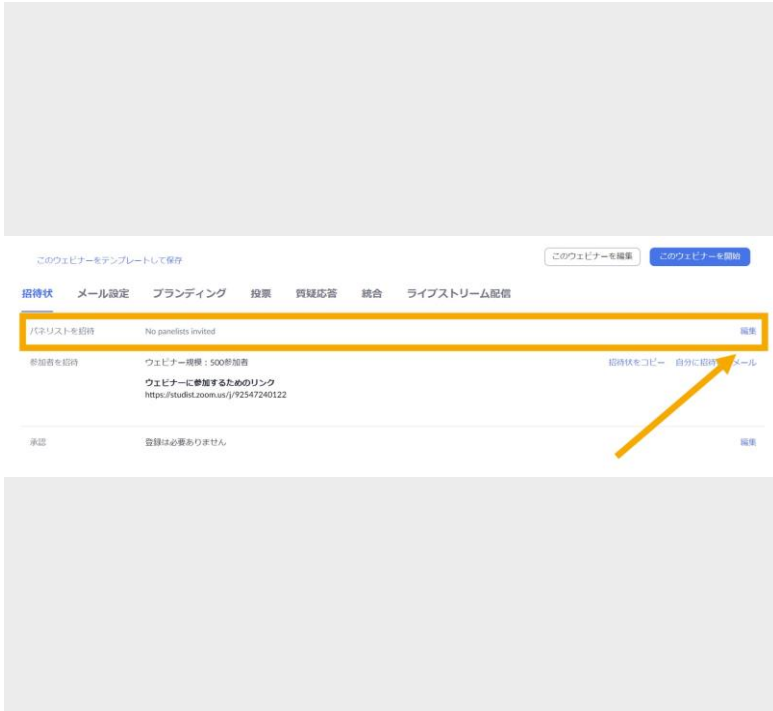 このウェビナーをテンプレートして保存
このウェビナーを編集
このウェビナーを開始
招待状 メール設定 ブランディング 投票 質疑応答 統合 ライブストリーム配信
パネリストを招待 No panelists invited 編集
参加者を招待 ウェビナー規模：500参加者 招待状をコピー 自分に招待 メール
ウェビナーに参加するためのリンク
https://studist.zoom.us/j/92547240122
承認 登録は必要ありません 編集